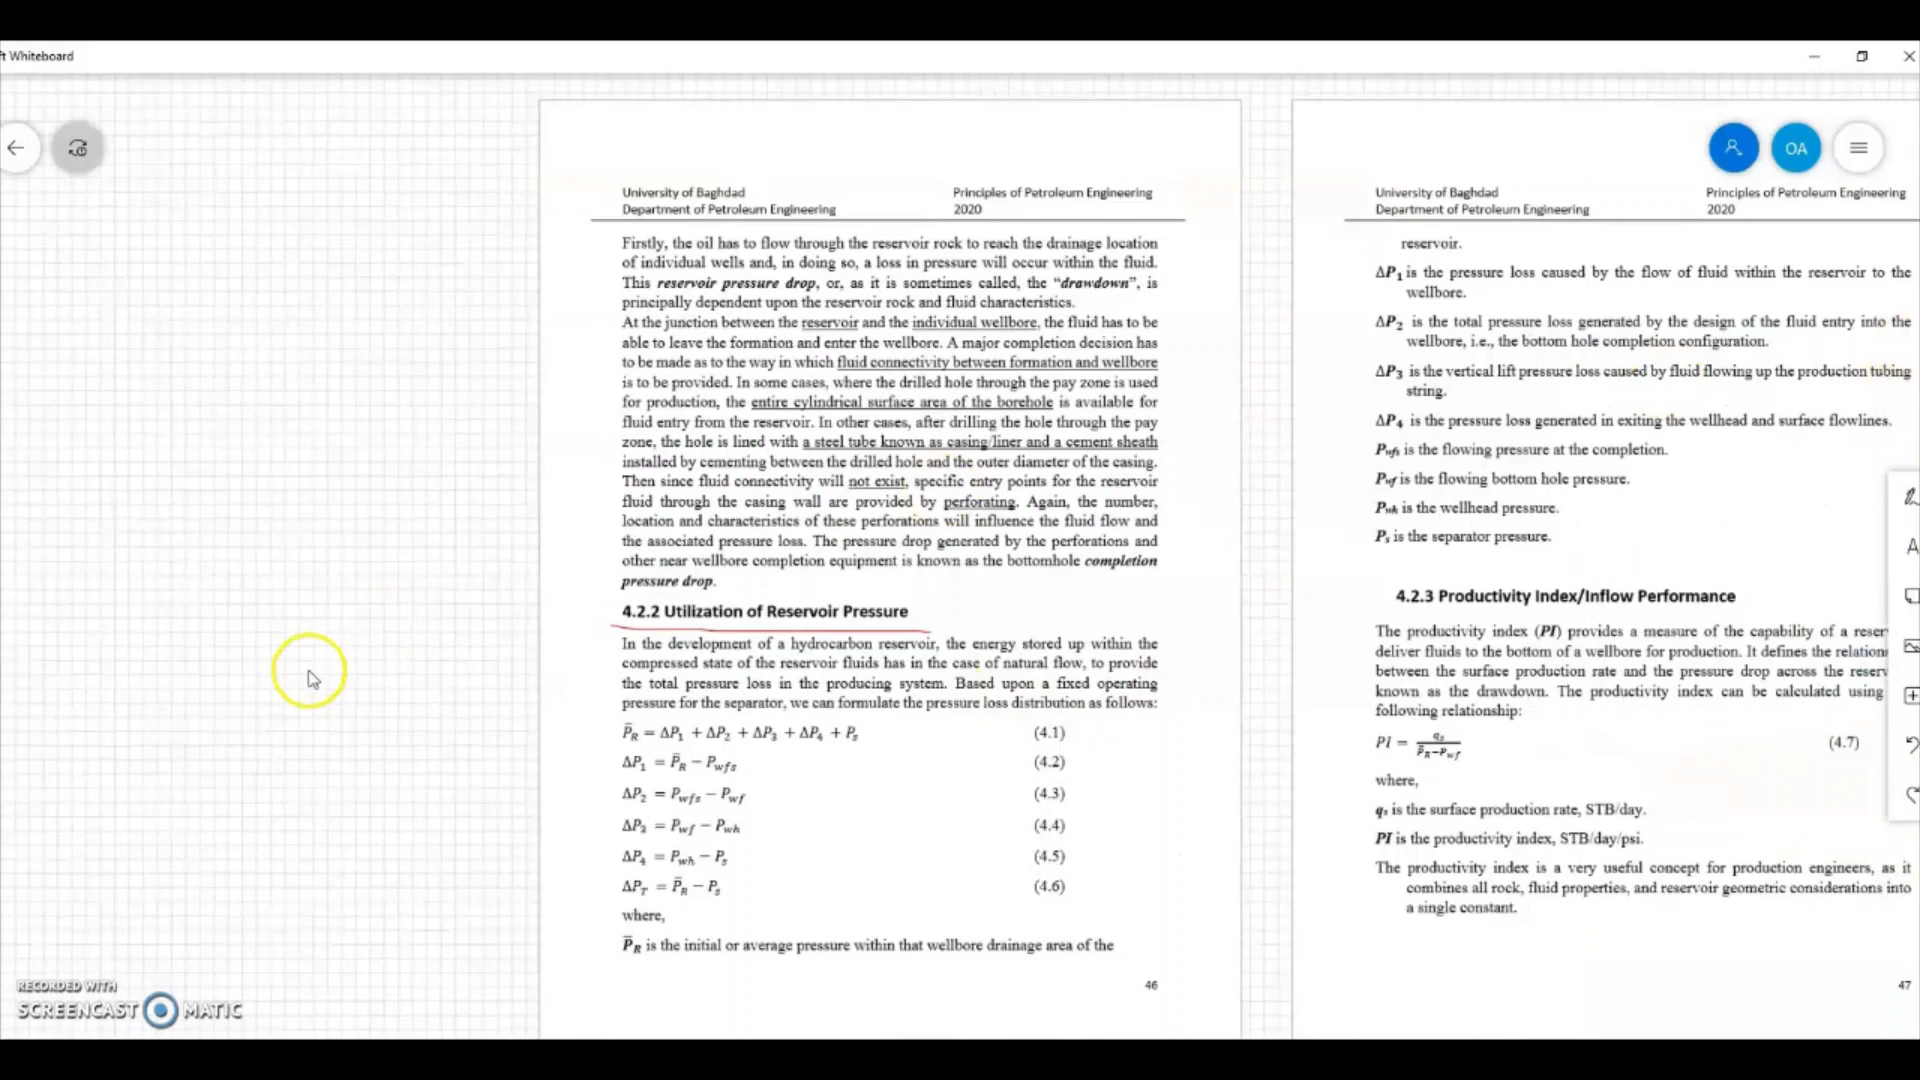 ft Whiteboard
OA
University of Baghdad Principles of Petroleum Engineering
Department of Petroleum Engineering 2020
Firstly, the oil has to flow through the reservoir rock to reach the drainage location
of individual wells and, in doing so, a loss in pressure will occur within the fluid.
This reservoir pressure drop, or, as it is sometimes called, the “drawdown”, is
principally dependent upon the reservoir rock and fluid characteristics.
At the junction between the reservoir and the individual wellbore, the fluid has to be
able to leave the formation and enter the wellbore. A major completion decision has
to be made as to the way in which fluid connectivity between formation and wellbore
is to be provided. In some cases, where the drilled hole through the pay zone is used
for production, the entire cylindrical surface area of the borehole is available for
fluid entry from the reservoir. In other cases, after drilling the hole through the pay
zone, the hole is lined with a steel tube known as casing/liner and a cement sheath
installed by cementing between the drilled hole and the outer diameter of the casing.
Then since fluid connectivity will not exist, specific entry points for the reservoir
fluid through the casing wall are provided by perforating. Again, the number,
location and characteristics of these perforations will influence the fluid flow and
the associated pressure loss. The pressure drop generated by the perforations and
other near wellbore completion equipment is known as the bottomhole completion
pressure drop.
4.2.2 Utilization of Reservoir Pressure
In the development of a hydrocarbon reservoir, the energy stored up within the
compressed state of the reservoir fluids has in the case of natural flow, to provide
the total pressure loss in the producing system. Based upon a fixed operating
pressure for the separator, we can formulate the pressure loss distribution as follows:
P̄R = ΔP1 + ΔP2 + ΔP3 + ΔP4 + Ps (4.1)
ΔP1 = P̄R − Pwfs (4.2)
ΔP2 = Pwfs − Pwf (4.3)
ΔP3 = Pwf − Pwh (4.4)
ΔP4 = Pwh − Ps (4.5)
ΔPT = P̄R − Ps (4.6)
where,
P̄R is the initial or average pressure within that wellbore drainage area of the
46
University of Baghdad Principles of Petroleum Engineering
Department of Petroleum Engineering 2020
reservoir.
ΔP1 is the pressure loss caused by the flow of fluid within the reservoir to the
wellbore.
ΔP2 is the total pressure loss generated by the design of the fluid entry into the
wellbore, i.e., the bottom hole completion configuration.
ΔP3 is the vertical lift pressure loss caused by fluid flowing up the production tubing
string.
ΔP4 is the pressure loss generated in exiting the wellhead and surface flowlines.
Pwfs is the flowing pressure at the completion.
Pwf is the flowing bottom hole pressure.
Pwh is the wellhead pressure.
Ps is the separator pressure.
4.2.3 Productivity Index/Inflow Performance
The productivity index (PI) provides a measure of the capability of a reser
deliver fluids to the bottom of a wellbore for production. It defines the relations
between the surface production rate and the pressure drop across the reserv
known as the drawdown. The productivity index can be calculated using
following relationship:
PI = qs / (P̄R−Pwf) (4.7)
where,
qs is the surface production rate, STB/day.
PI is the productivity index, STB/day/psi.
The productivity index is a very useful concept for production engineers, as it
combines all rock, fluid properties, and reservoir geometric considerations into
a single constant.
47
RECORDED WITH
SCREENCAST MATIC